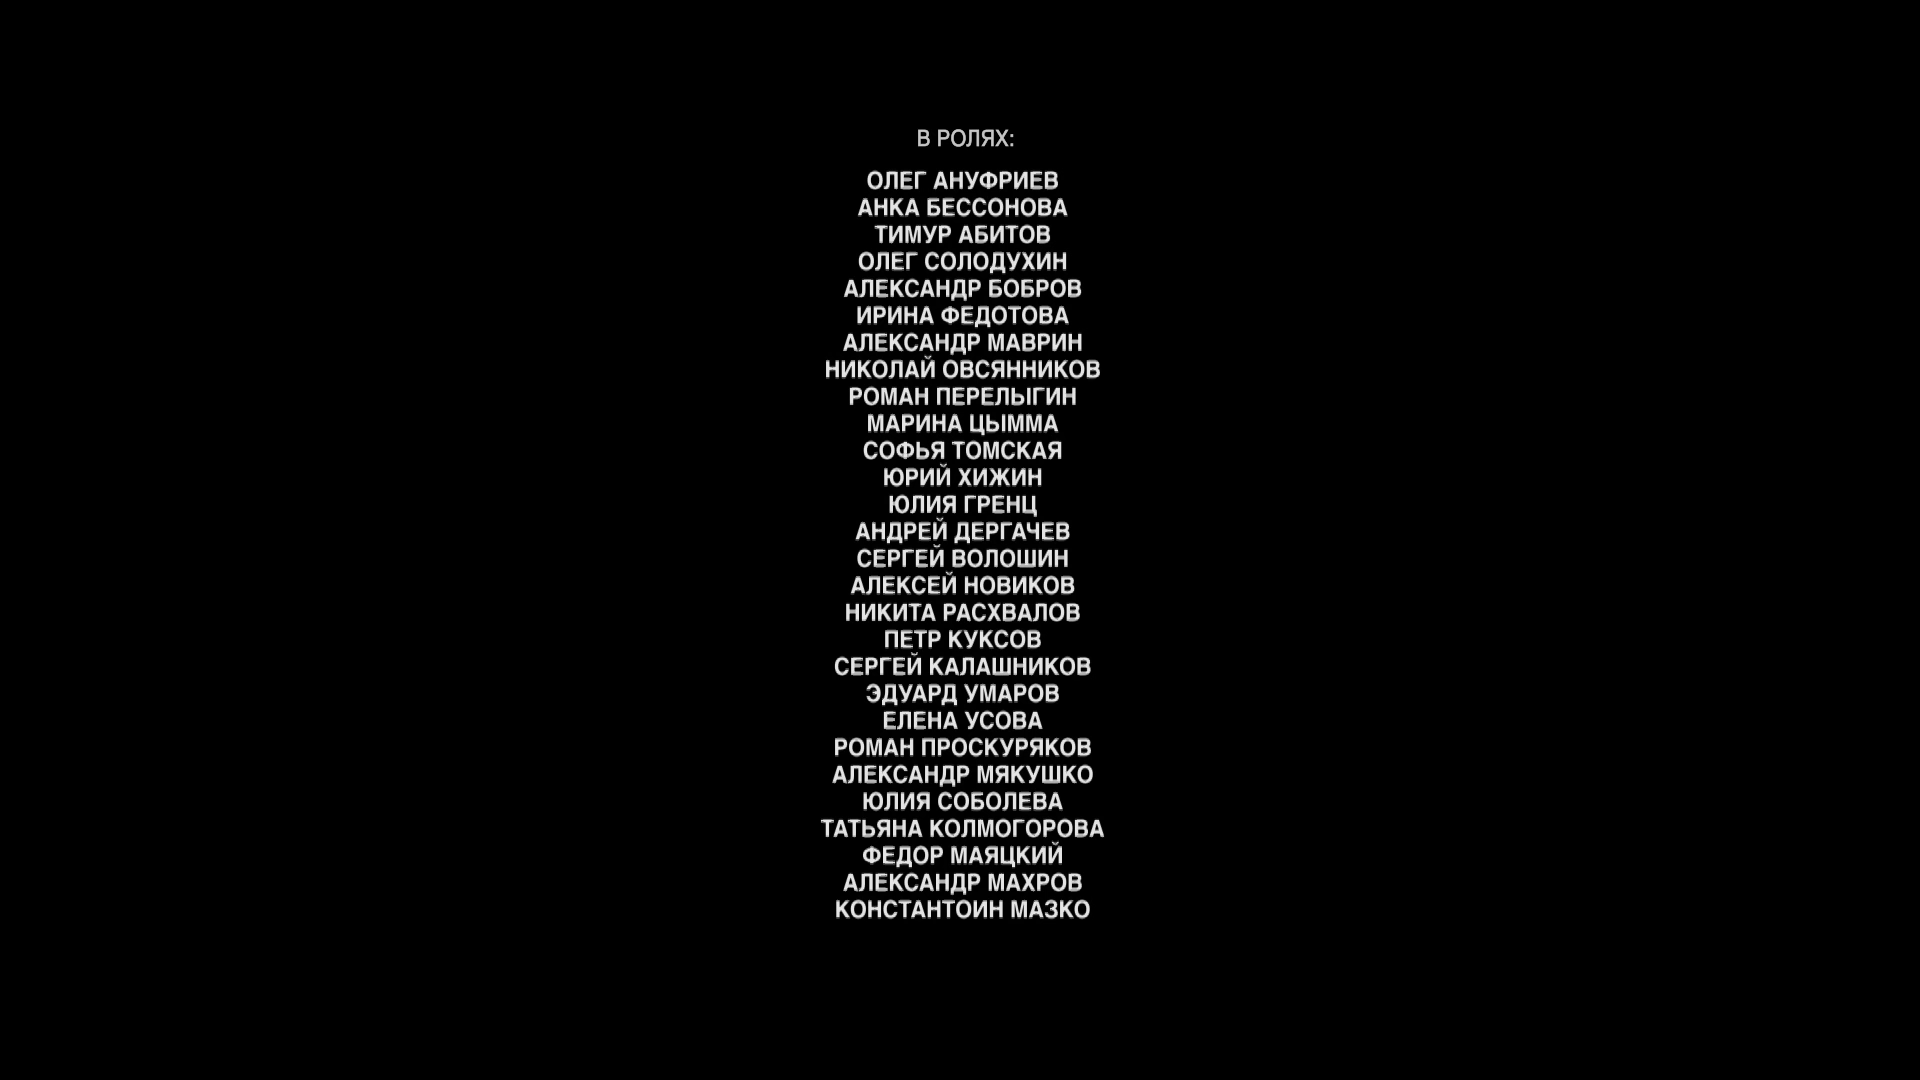 В РОЛЯХ:
ОЛЕГ АНУФРИЕВ
АНКА БЕССОНОВА
ТИМУР АБИТОВ
ОЛЕГ СОЛОДУХИН
АЛЕКСАНДР БОБРОВ
ИРИНА ФЕДОТОВА
АЛЕКСАНДР МАВРИН
НИКОЛАЙ ОВСЯННИКОВ
РОМАН ПЕРЕЛЫГИН
МАРИНА ЦЫММА
СОФЬЯ ТОМСКАЯ
ЮРИЙ ХИЖИН
ЮЛИЯ ГРЕНЦ
АНДРЕЙ ДЕРГАЧЕВ
СЕРГЕЙ ВОЛОШИН
АЛЕКСЕЙ НОВИКОВ
НИКИТА РАСХВАЛОВ
ПЕТР КУКСОВ
СЕРГЕЙ КАЛАШНИКОВ
ЭДУАРД УМАРОВ
ЕЛЕНА УСОВА
РОМАН ПРОСКУРЯКОВ
АЛЕКСАНДР МЯКУШКО
ЮЛИЯ СОБОЛЕВА
ТАТЬЯНА КОЛМОГОРОВА
ФЕДОР МАЯЦКИЙ
АЛЕКСАНДР МАХРОВ
КОНСТАНТОИН МАЗКО